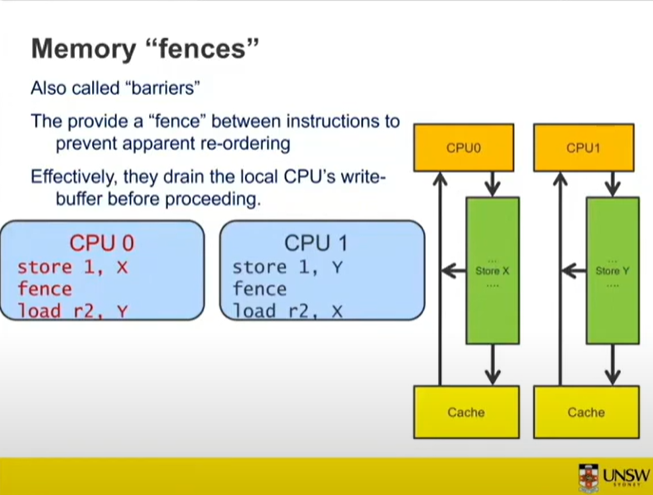 Memory “fences”
Also called “barriers”
The provide a “fence” between instructions to
prevent apparent re-ordering
Effectively, they drain the local CPU’s write-
buffer before proceeding.
CPU 0
store 1, X
fence
load r2, Y
CPU 1
store 1, Y
fence
load r2, X
CPU0
...
Store X
....
Cache
CPU1
...
Store Y
....
Cache
UNSW
SYDNEY